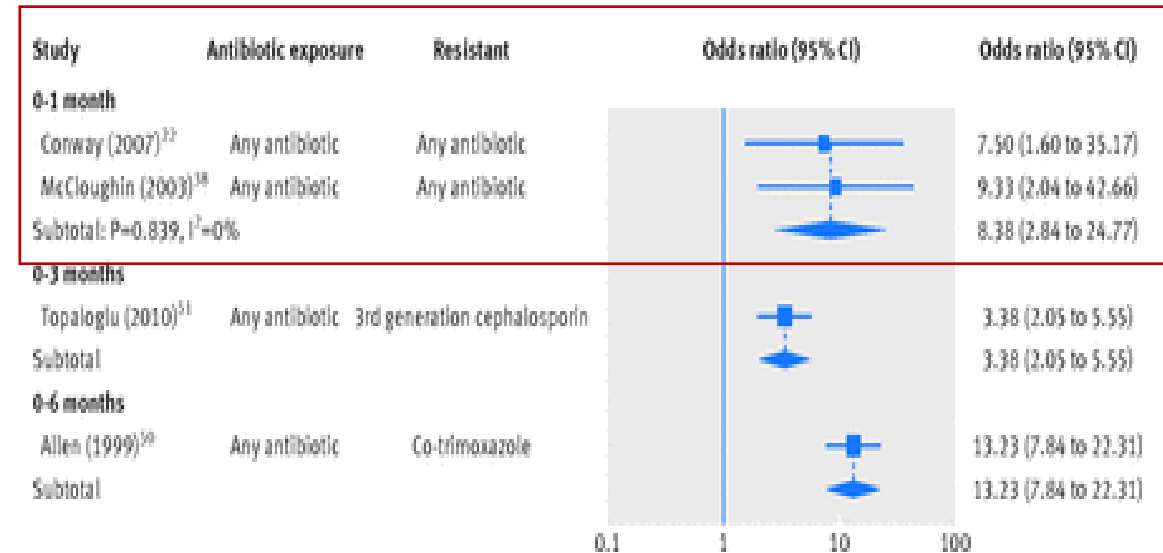 Study Antibiotic exposure Resistant Odds ratio (95% CI) Odds ratio (95% CI)
0-1 month
Conway (2007)³³ Any antibiotic Any antibiotic 7.50 (1.60 to 35.17)
McCloughin (2003)³⁸ Any antibiotic Any antibiotic 9.33 (2.04 to 42.66)
Subtotal: P=0.839, I²=0% 8.38 (2.84 to 24.77)
0-3 months
Topaloglu (2010)⁵¹ Any antibiotic 3rd generation cephalosporin 3.38 (2.05 to 5.55)
Subtotal 3.38 (2.05 to 5.55)
0-6 months
Allen (1999)⁵⁰ Any antibiotic Co-trimoxazole 13.23 (7.84 to 22.31)
Subtotal 13.23 (7.84 to 22.31)
0.1 1 10 100